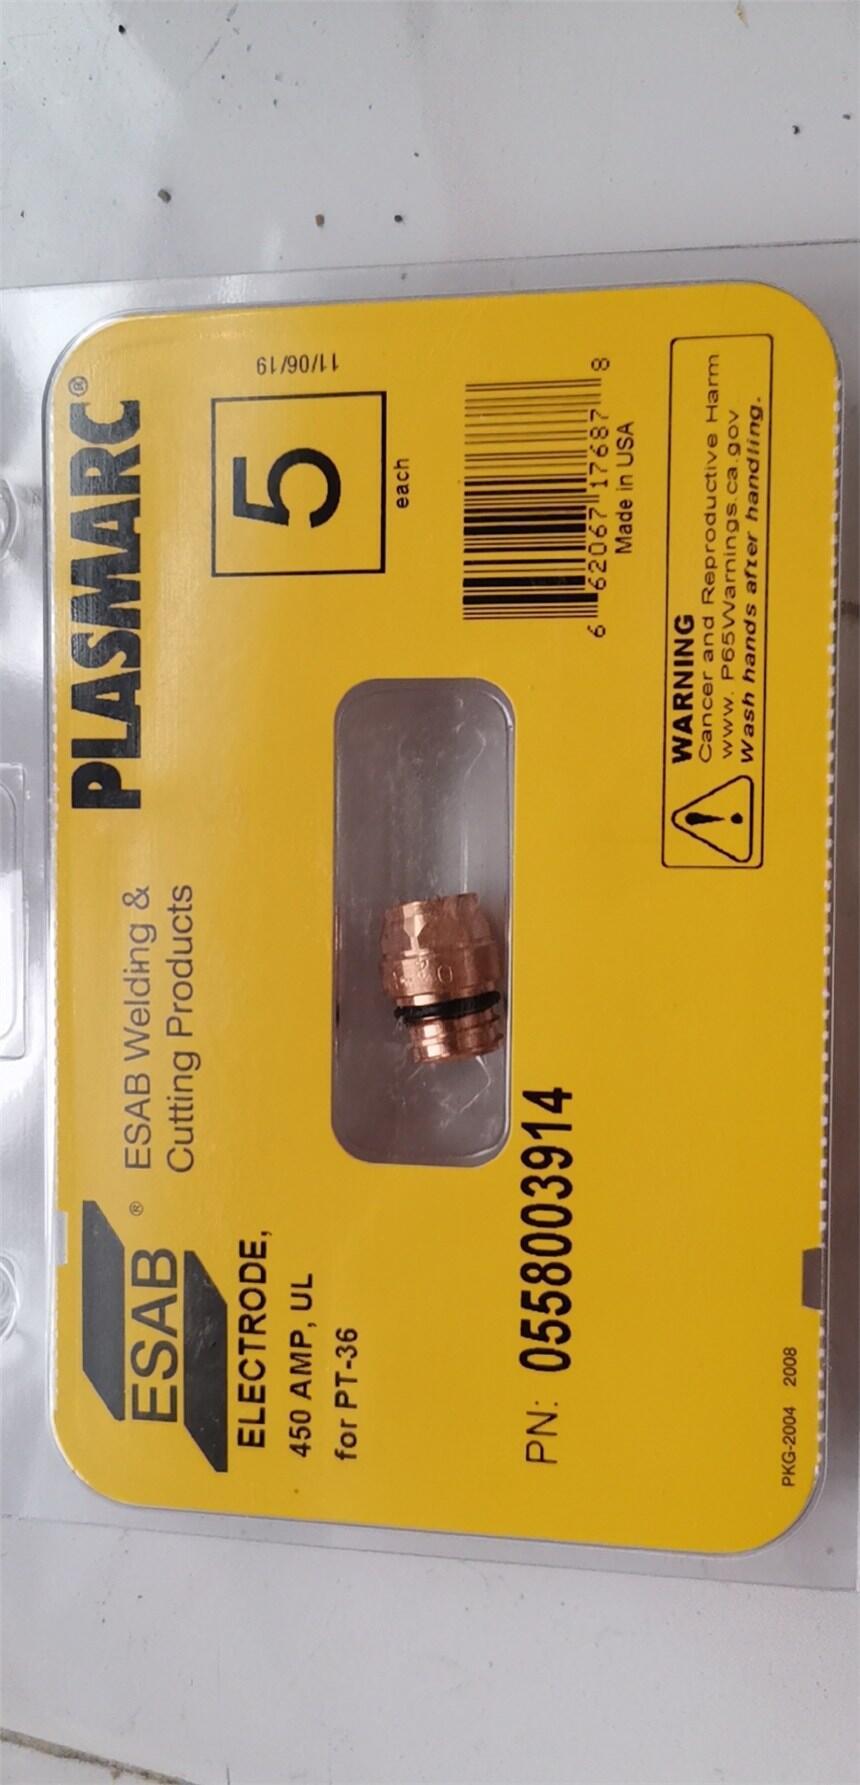 ESAB®
ESAB Welding &
Cutting Products
PLASMARC®
ELECTRODE,
450 AMP, UL
for PT-36
5
each
11/06/19
PN: 0558003914
6 62067 17687 8
Made in USA
WARNING
Cancer and Reproductive Harm
www. P65Warnings.ca.gov
Wash hands after handling.
PKG-2004 2008